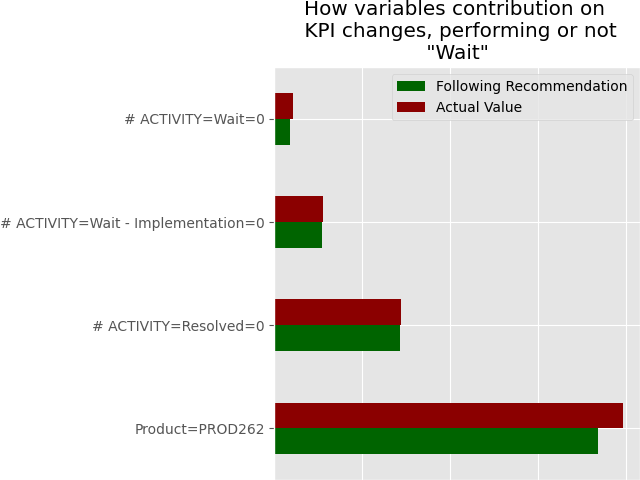 How variables contribution on
KPI changes, performing or not
"Wait"
Following Recommendation
Actual Value
# ACTIVITY=Wait=0
# ACTIVITY=Wait - Implementation=0
# ACTIVITY=Resolved=0
Product=PROD262